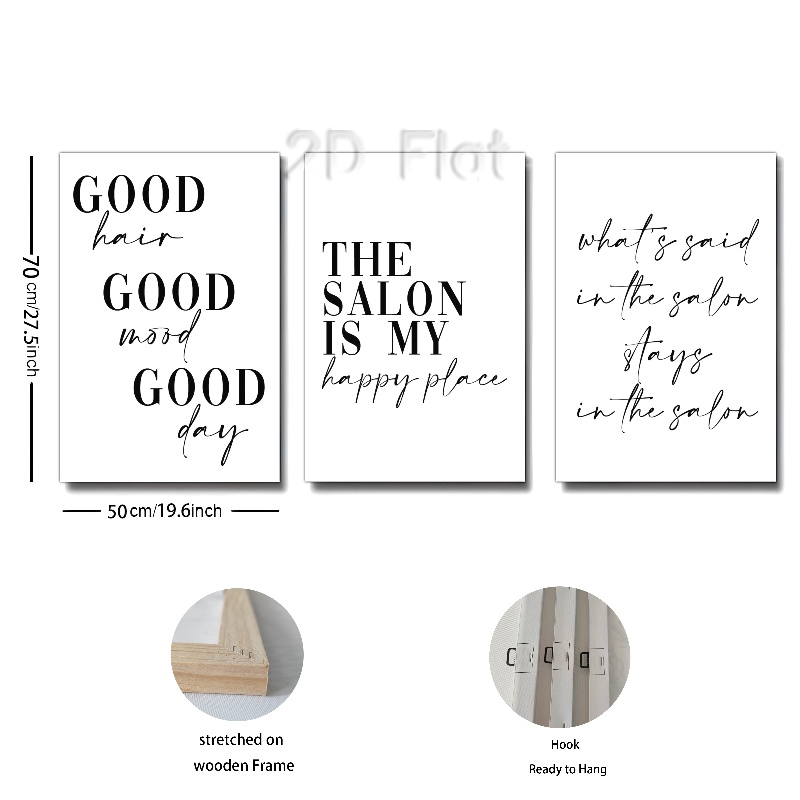 2D Flat
GOOD
hair
GOOD
mood
GOOD
day
THE
SALON
IS MY
happy place
what's said
in the salon
stays
in the salon
70 cm/27.5inch
50cm/19.6inch
stretched on
wooden Frame
Hook
Ready to Hang